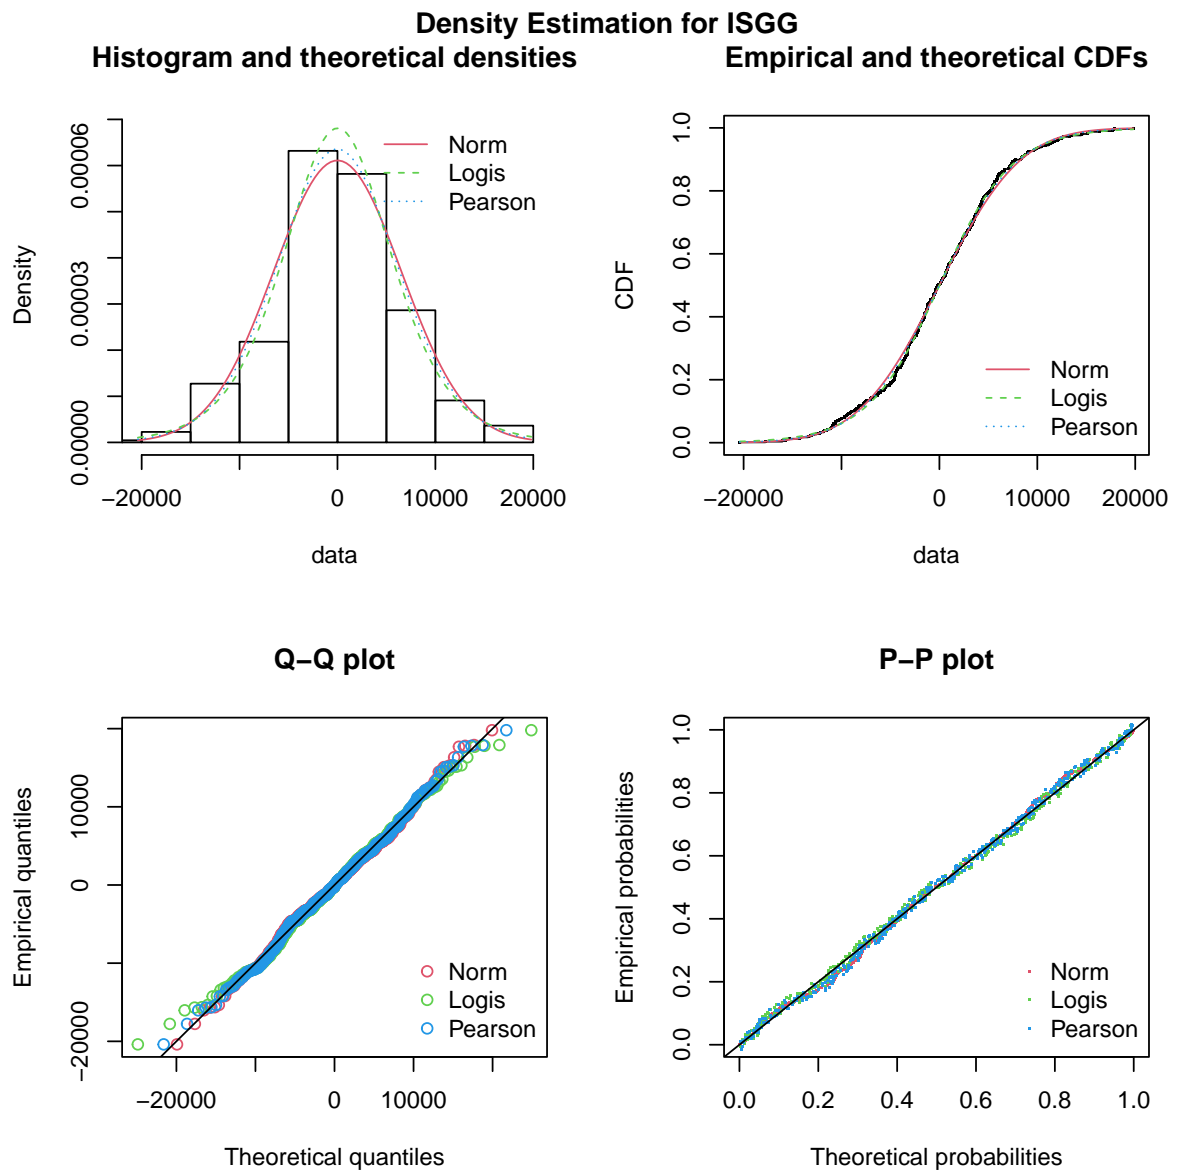 Density Estimation for ISGG
Histogram and theoretical densities
Density
0.00000 0.00003 0.00006
Norm
Logis
Pearson
−20000 0 10000 20000
data
Empirical and theoretical CDFs
CDF
0.0 0.2 0.4 0.6 0.8 1.0
Norm
Logis
Pearson
−20000 0 10000 20000
data
Q−Q plot
Empirical quantiles
−20000 0 10000
Norm
Logis
Pearson
−20000 0 10000
Theoretical quantiles
P−P plot
Empirical probabilities
0.0 0.2 0.4 0.6 0.8 1.0
Norm
Logis
Pearson
0.0 0.2 0.4 0.6 0.8 1.0
Theoretical probabilities